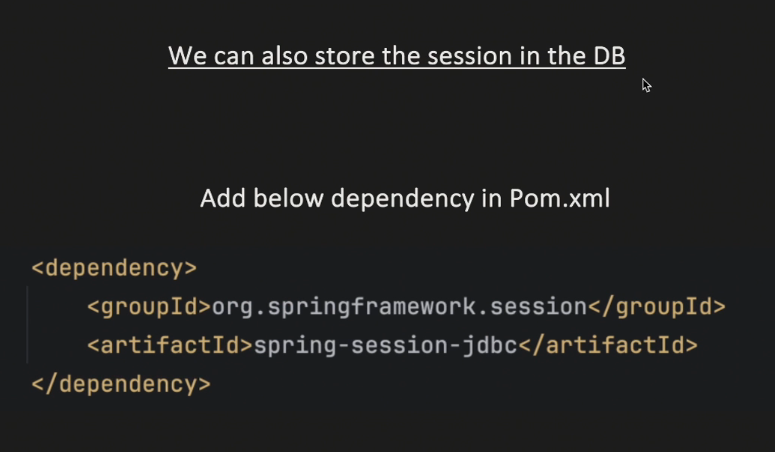 We can also store the session in the DB
Add below dependency in Pom.xml
<dependency>
<groupId>org.springframework.session</groupId>
<artifactId>spring-session-jdbc</artifactId>
</dependency>